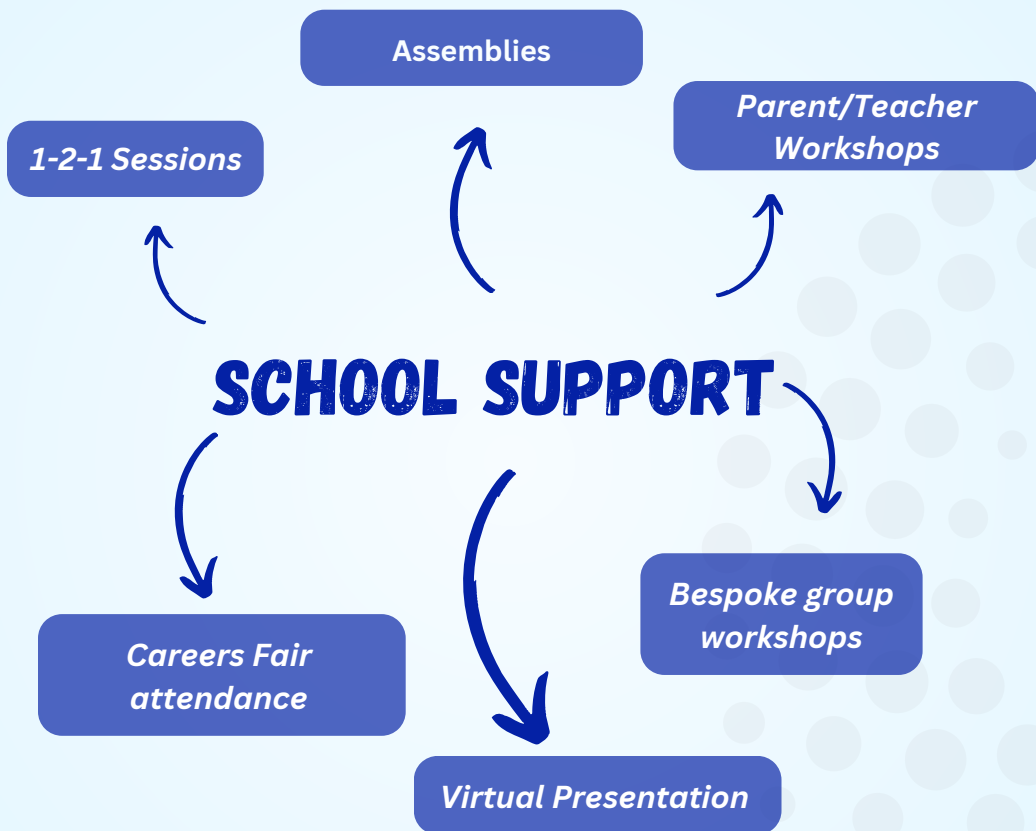 Assemblies
Parent/Teacher
Workshops
1-2-1 Sessions
SCHOOL SUPPORT
Bespoke group
workshops
Careers Fair
attendance
Virtual Presentation